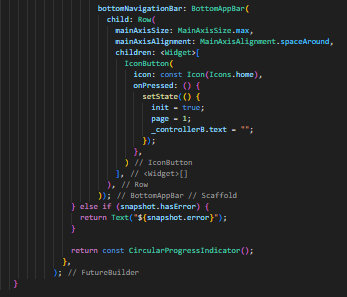 bottomNavigationBar: BottomAppBar(
child: Row(
mainAxisSize: MainAxisSize.max,
mainAxisAlignment: MainAxisAlignment.spaceAround,
children: <Widget>[
IconButton(
icon: const Icon(Icons.home),
onPressed: () {
setState(() {
init = true;
page = 1;
_controllerB.text = "";
});
},
) // IconButton
], // <Widget>[]
), // Row
)); // BottomAppBar // Scaffold
} else if (snapshot.hasError) {
return Text("${snapshot.error}");
}
return const CircularProgressIndicator();
},
); // FutureBuilder
}